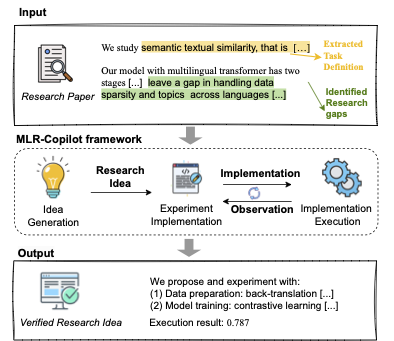 Input
We study semantic textual similarity, that is [...]
Extracted
Task
Definition
Our model with multilingual transformer has two
stages [...] leave a gap in handling data
sparsity and topics across languages [...]
Identified
Research
gaps
Research Paper
MLR-Copilot framework
Research
Idea
Implementation
Observation
Idea
Generation
Experiment
Implementation
Implementation
Execution
Output
We propose and experiment with:
(1) Data preparation: back-translation [...]
(2) Model training: contrastive learning [...]
Verified Research Idea
Execution result: 0.787